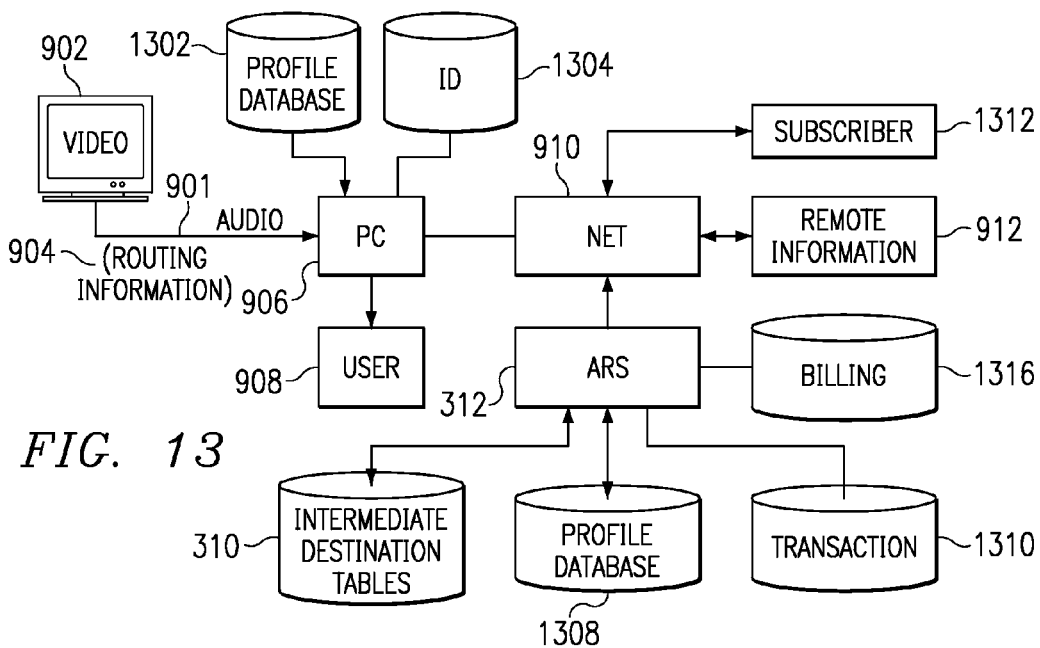 1302
PROFILE
DATABASE
ID
1304
902
VIDEO
901
AUDIO
904
(ROUTING
INFORMATION)
PC
906
910
NET
SUBSCRIBER
1312
REMOTE
INFORMATION
912
USER
908
ARS
312
BILLING
1316
FIG. 13
310
INTERMEDIATE
DESTINATION
TABLES
PROFILE
DATABASE
1308
TRANSACTION
1310